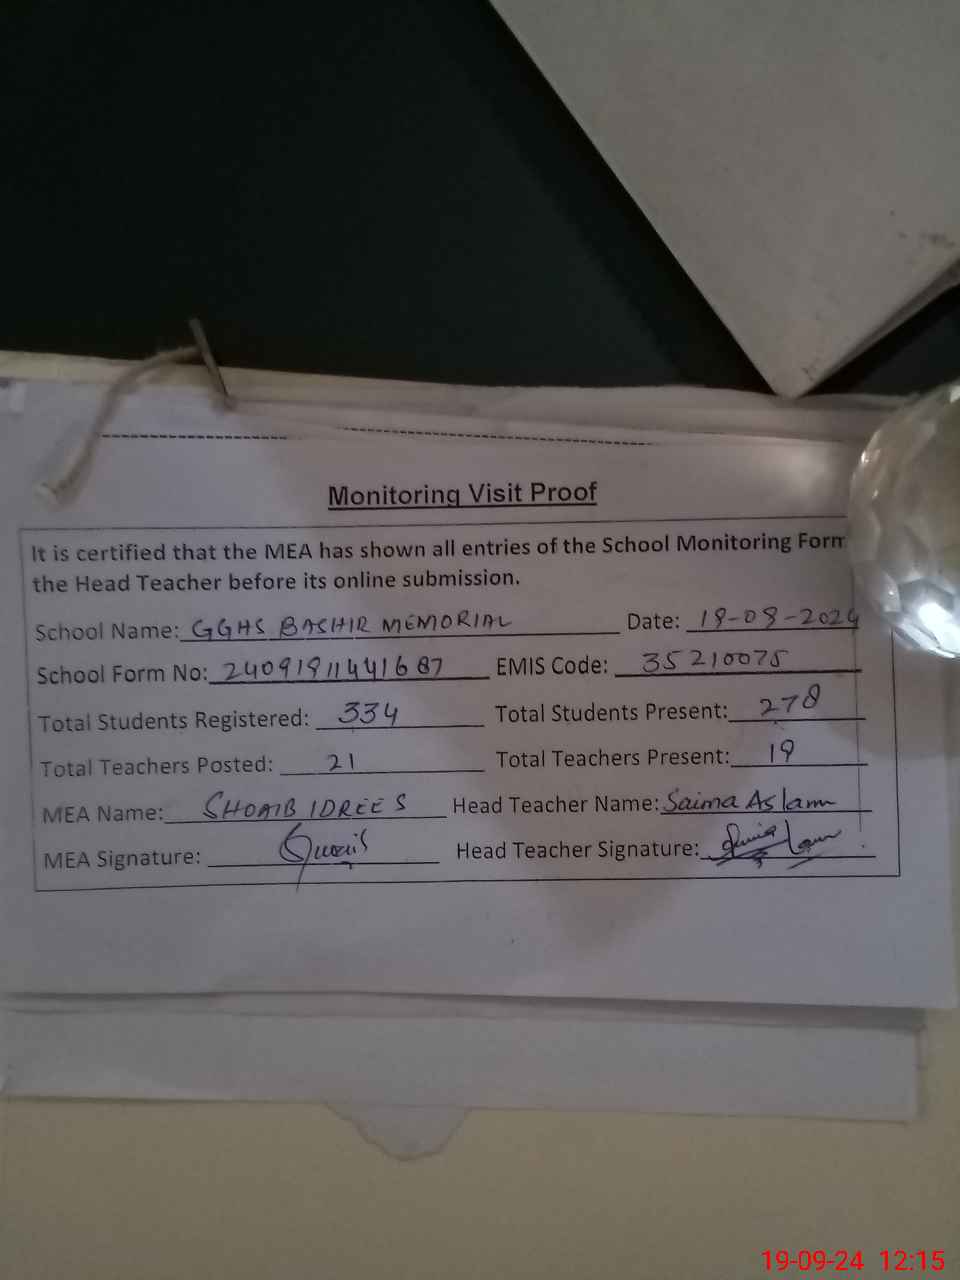 Monitoring Visit Proof
It is certified that the MEA has shown all entries of the School Monitoring Form
the Head Teacher before its online submission.
School Name: GGHS BASHIR MEMORIAL Date: 19-09-2024
School Form No: 24091911441687 EMIS Code: 35210075
Total Students Registered: 334 Total Students Present: 278
Total Teachers Posted: 21 Total Teachers Present: 19
MEA Name: SHOAIB IDREES Head Teacher Name: Saima Aslam
MEA Signature: Head Teacher Signature:
19-09-24 12:15